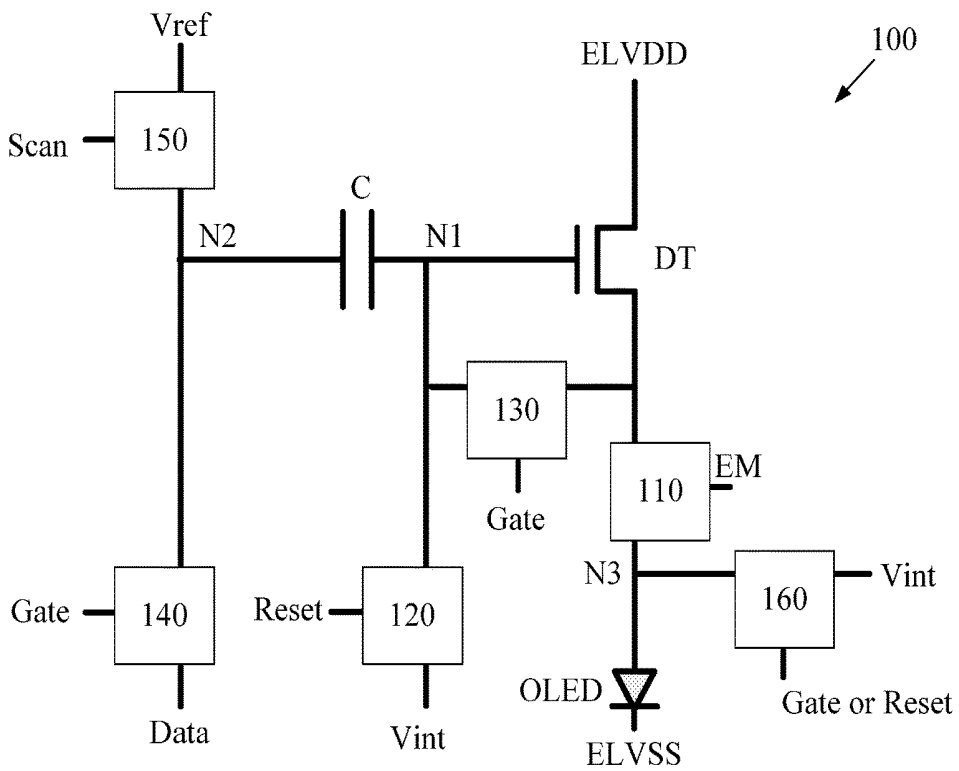 Vref
ELVDD
100
Scan
150
C
N2
N1
DT
130
Gate
110
EM
N3
Gate
140
Reset
120
160
Vint
OLED
Gate or Reset
Data
Vint
ELVSS